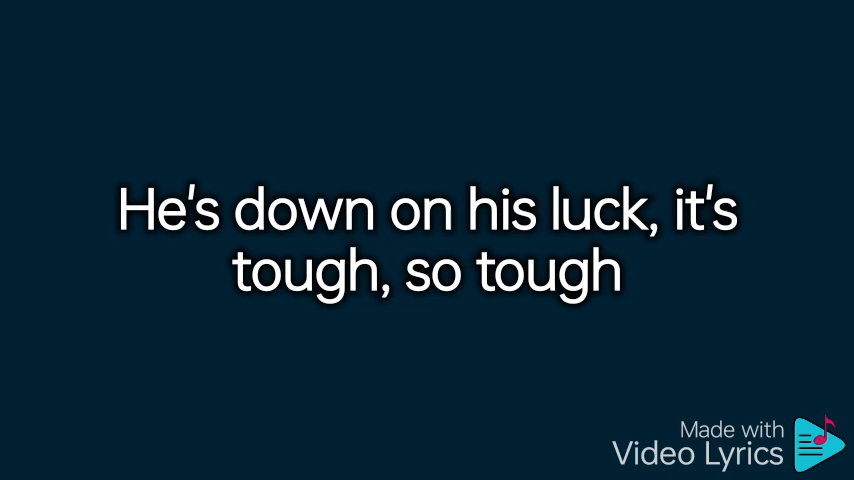 He's down on his luck, it's
tough, so tough
Made with
Video Lyrics